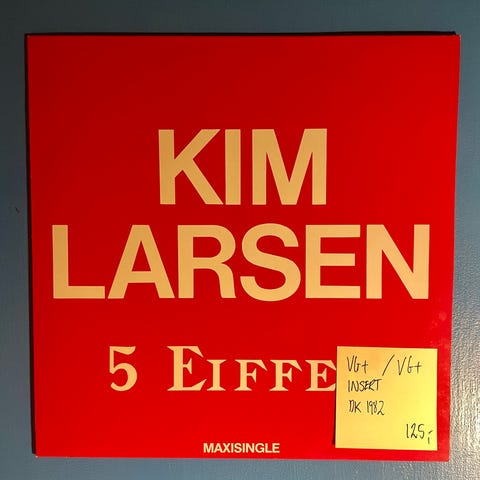 KIM
LARSEN
5 EIFFE
VG+ / VG+
INSERT
DK 1982
125,-
MAXISINGLE